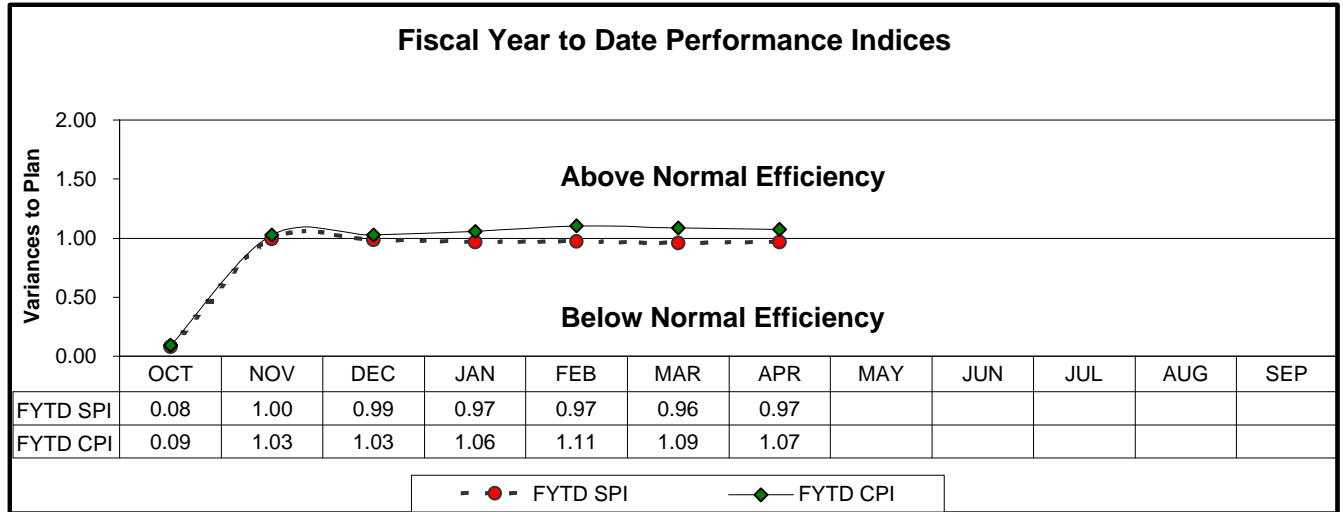 Fiscal Year to Date Performance Indices
Variances to Plan
2.00
1.50
1.00
0.50
0.00
Above Normal Efficiency
Below Normal Efficiency
OCT NOV DEC JAN FEB MAR APR MAY JUN JUL AUG SEP
FYTD SPI 0.08 1.00 0.99 0.97 0.97 0.96 0.97
FYTD CPI 0.09 1.03 1.03 1.06 1.11 1.09 1.07
FYTD SPI FYTD CPI